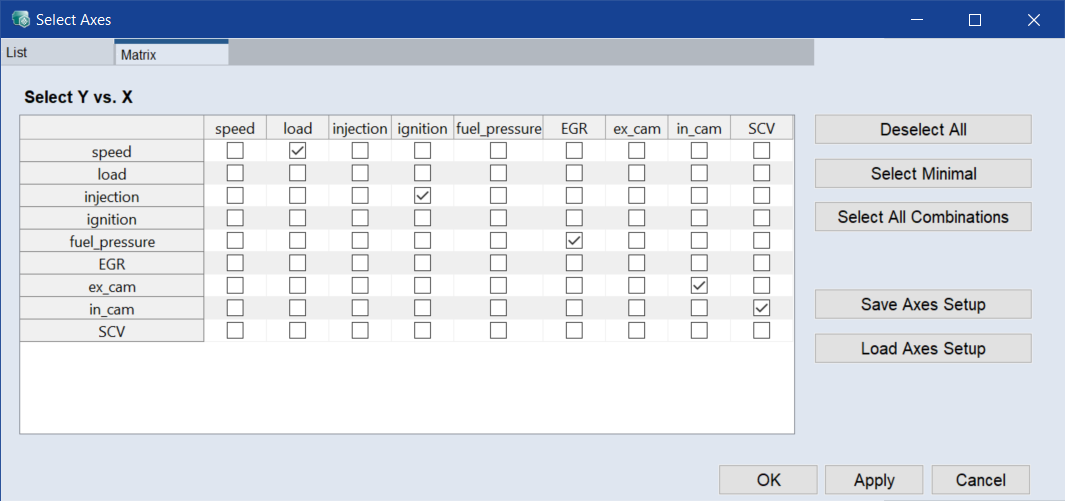 Select Axes
List Matrix
Select Y vs. X
speed load injection ignition fuel_pressure EGR ex_cam in_cam SCV
speed
load
injection
ignition
fuel_pressure
EGR
ex_cam
in_cam
SCV
Deselect All
Select Minimal
Select All Combinations
Save Axes Setup
Load Axes Setup
OK Apply Cancel